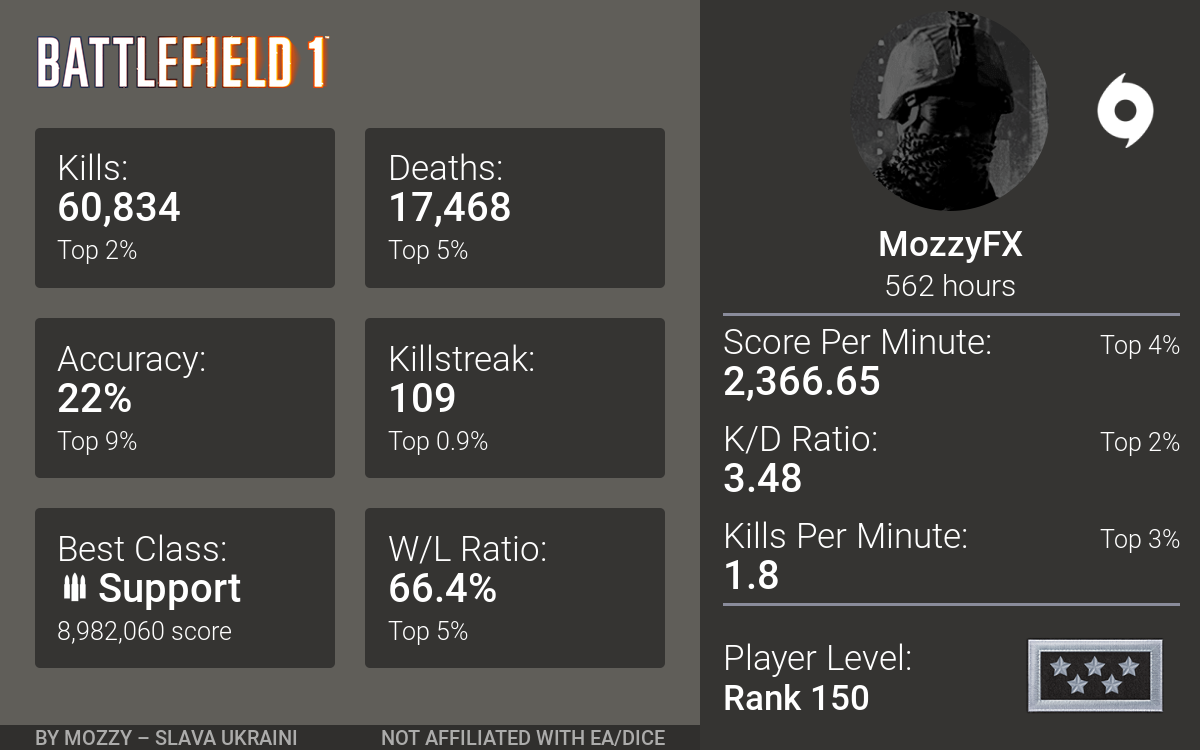 BATTLEFIELD 1
Kills:
60,834
Top 2%
Deaths:
17,468
Top 5%
Accuracy:
22%
Top 9%
Killstreak:
109
Top 0.9%
Best Class:
Support
8,982,060 score
W/L Ratio:
66.4%
Top 5%
BY MOZZY – SLAVA UKRAINI
NOT AFFILIATED WITH EA/DICE
MozzyFX
562 hours
Score Per Minute:
Top 4%
2,366.65
K/D Ratio:
Top 2%
3.48
Kills Per Minute:
Top 3%
1.8
Player Level:
Rank 150